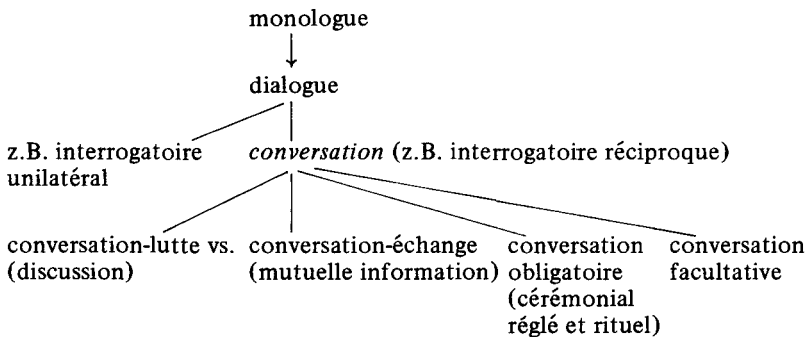 monologue
dialogue
z.B. interrogatoire unilatéral
conversation (z.B. interrogatoire réciproque)
conversation-lutte vs. (discussion)
conversation-échange (mutuelle information)
conversation obligatoire (cérémonial réglé et rituel)
conversation facultative